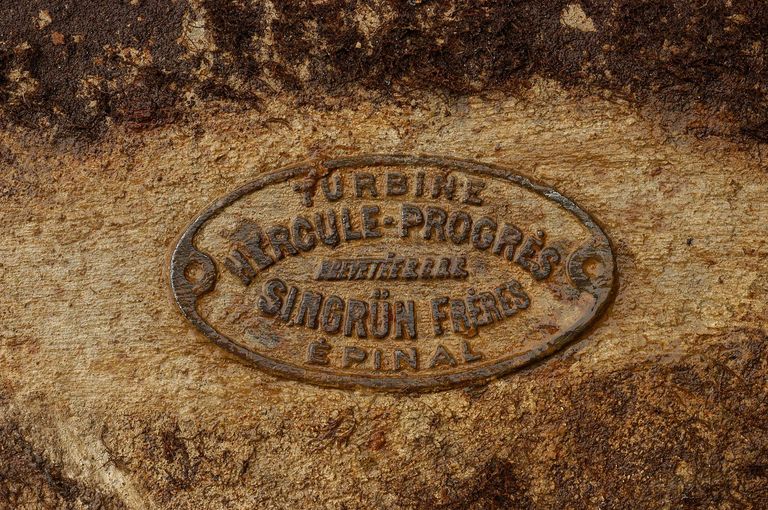 TURBINE
HERCULE-PROGRÈS
SINGRÜN FRÈRES
ÉPINAL